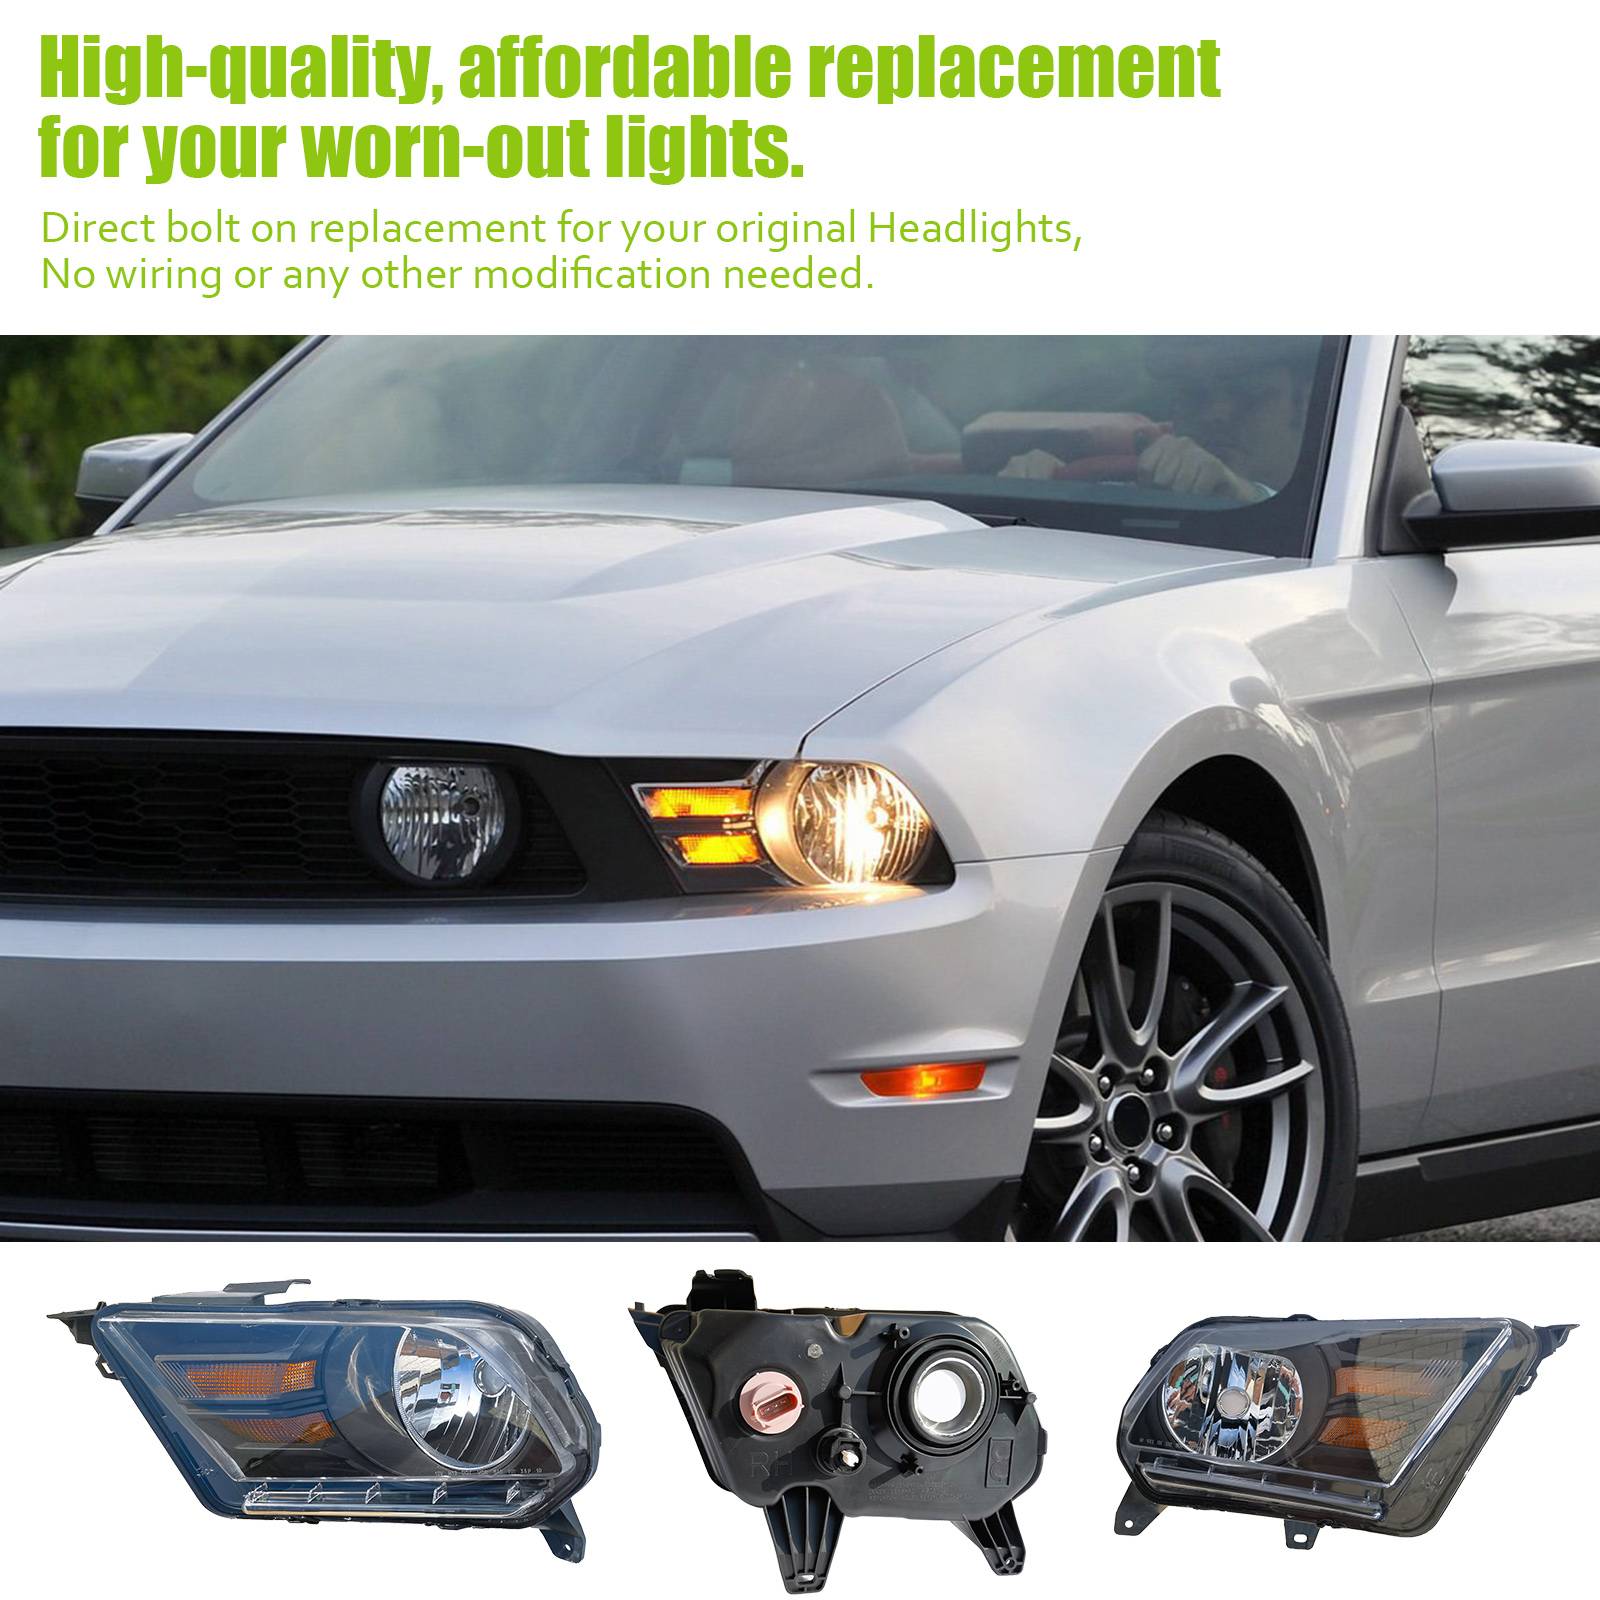 High-quality, affordable replacement
for your worn-out lights.
Direct bolt on replacement for your original Headlights,
No wiring or any other modification needed.
RH